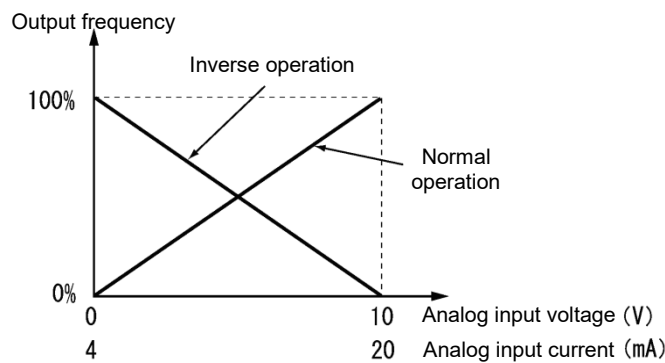 Output frequency
Inverse operation
100%
Normal
operation
0%
0 10 Analog input voltage (V)
4 20 Analog input current (mA)